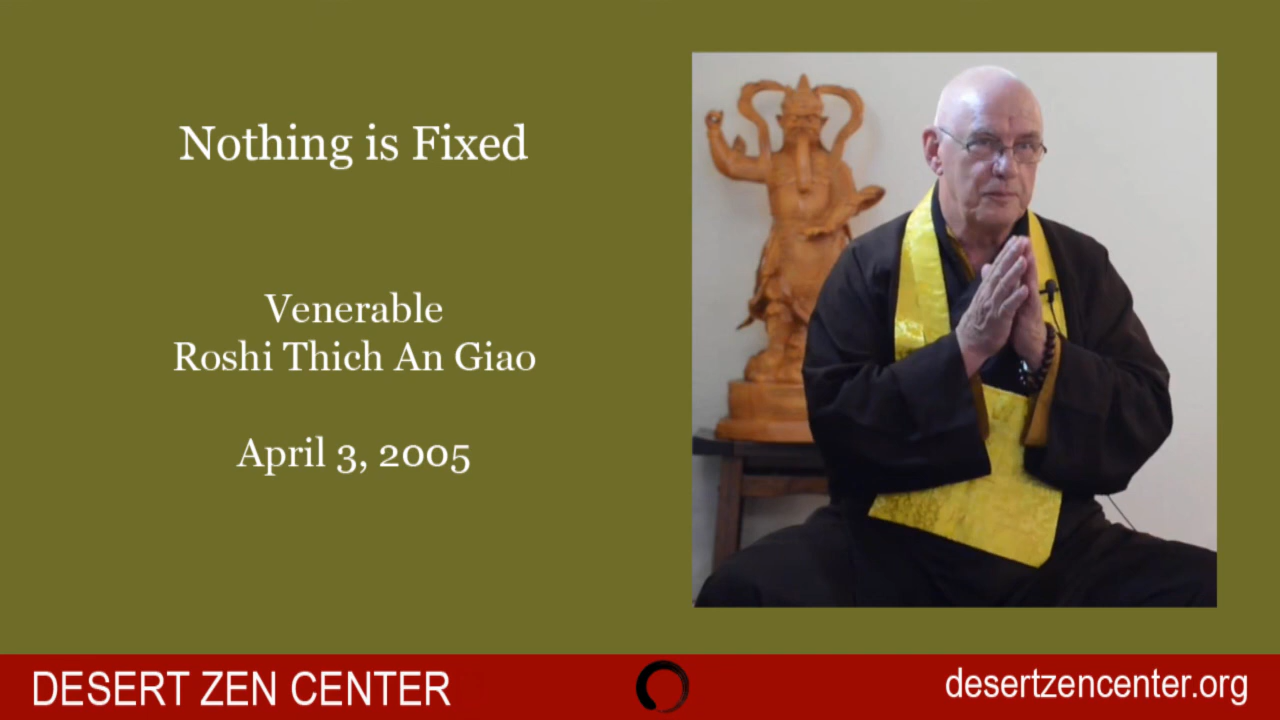 Nothing is Fixed
Venerable
Roshi Thich An Giao
April 3, 2005
DESERT ZEN CENTER
desertzencenter.org